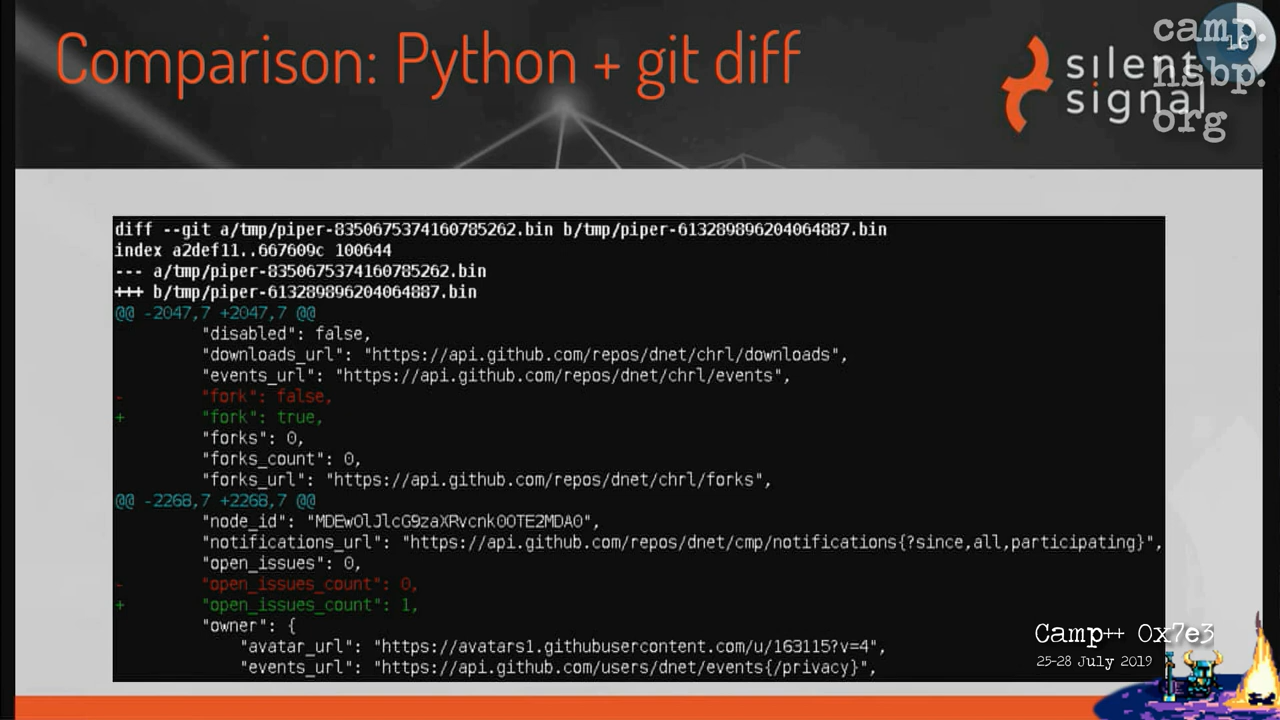 Comparison: Python + git diff
silent
signal
camp.
hsbp.
org
16
diff --git a/tmp/piper-8350675374160785262.bin b/tmp/piper-613289896204064887.bin
index a2def11..667609c 100644
--- a/tmp/piper-8350675374160785262.bin
+++ b/tmp/piper-613289896204064887.bin
@@ -2047,7 +2047,7 @@
"disabled": false,
"downloads_url": "https://api.github.com/repos/dnet/chrl/downloads",
"events_url": "https://api.github.com/repos/dnet/chrl/events",
- "fork": false,
+ "fork": true,
"forks": 0,
"forks_count": 0,
"forks_url": "https://api.github.com/repos/dnet/chrl/forks",
@@ -2268,7 +2268,7 @@
"node_id": "MDEwOlJlcG9zaXRvcnk0OTE2MDA0",
"notifications_url": "https://api.github.com/repos/dnet/cmp/notifications{?since,all,participating}",
"open_issues": 0,
- "open_issues_count": 0,
+ "open_issues_count": 1,
"owner": {
"avatar_url": "https://avatars1.githubusercontent.com/u/163115?v=4",
"events_url": "https://api.github.com/users/dnet/events{/privacy}",
Camp++ 0x7e3
25-28 July 2019